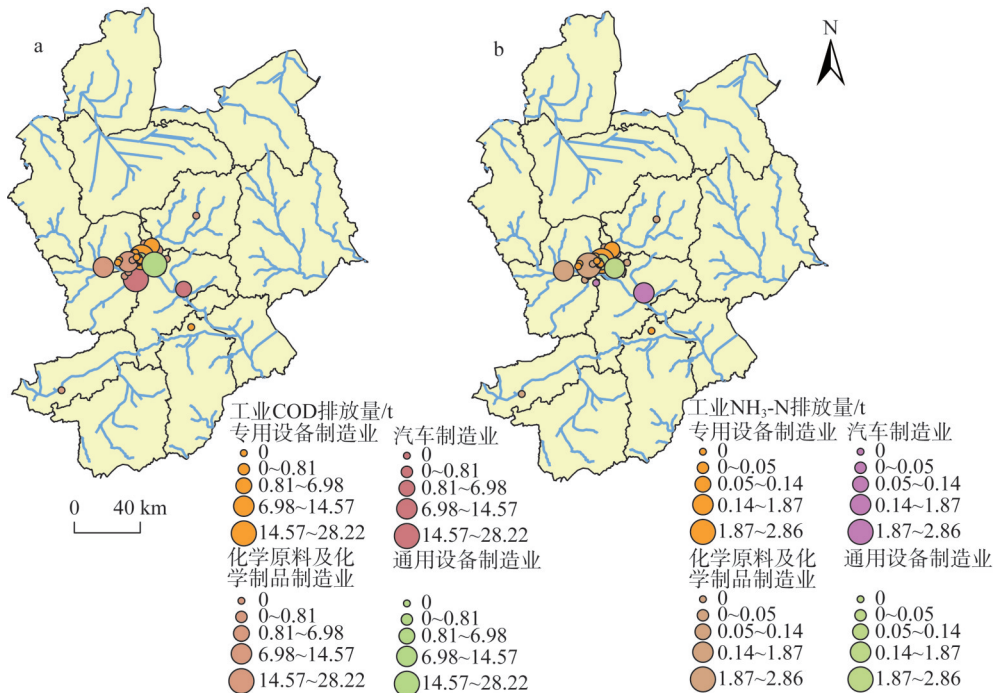 a
b
N
0 40 km
工业COD排放量/t
专用设备制造业
0
0~0.81
0.81~6.98
6.98~14.57
14.57~28.22
汽车制造业
0
0~0.81
0.81~6.98
6.98~14.57
14.57~28.22
化学原料及化
学制品制造业
0
0~0.81
0.81~6.98
6.98~14.57
14.57~28.22
通用设备制造业
0
0~0.81
0.81~6.98
6.98~14.57
14.57~28.22
工业NH₃-N排放量/t
专用设备制造业
0
0~0.05
0.05~0.14
0.14~1.87
1.87~2.86
汽车制造业
0
0~0.05
0.05~0.14
0.14~1.87
1.87~2.86
化学原料及化
学制品制造业
0
0~0.05
0.05~0.14
0.14~1.87
1.87~2.86
通用设备制造业
0
0~0.05
0.05~0.14
0.14~1.87
1.87~2.86